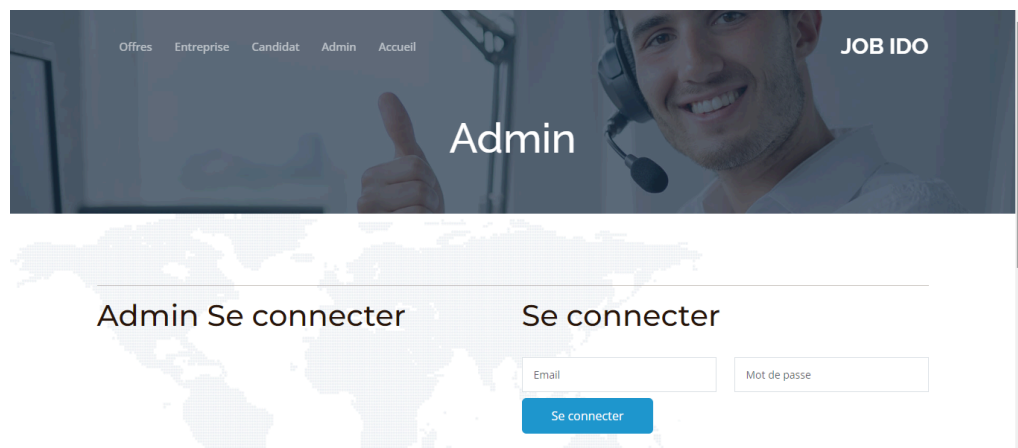 Offres Entreprise Candidat Admin Accueil JOB IDO
Admin
Admin Se connecter
Se connecter
Email Mot de passe
Se connecter